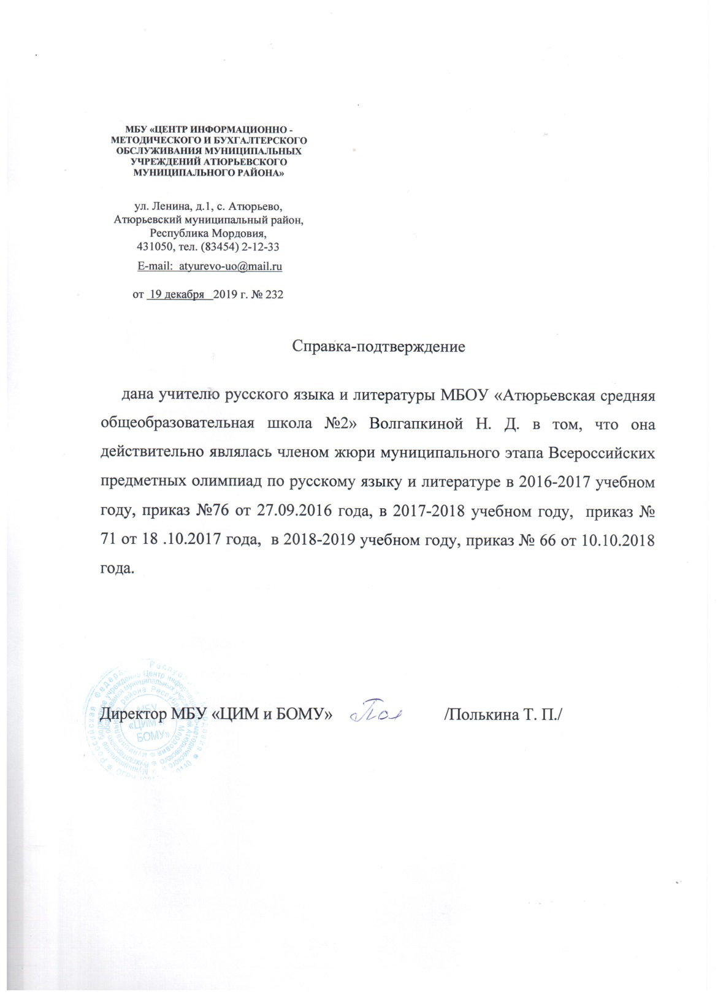 МБУ «ЦЕНТР ИНФОРМАЦИОННО -
МЕТОДИЧЕСКОГО И БУХГАЛТЕРСКОГО
ОБСЛУЖИВАНИЯ МУНИЦИПАЛЬНЫХ
УЧРЕЖДЕНИЙ АТЮРЬЕВСКОГО
МУНИЦИПАЛЬНОГО РАЙОНА»
ул. Ленина, д.1, с. Атюрьево,
Атюрьевский муниципальный район,
Республика Мордовия,
431050, тел. (83454) 2-12-33
E-mail: atyurevo-uo@mail.ru
от 19 декабря 2019 г. № 232
Справка-подтверждение
дана учителю русского языка и литературы МБОУ «Атюрьевская средняя
общеобразовательная школа №2» Волгапкиной Н. Д. в том, что она
действительно являлась членом жюри муниципального этапа Всероссийских
предметных олимпиад по русскому языку и литературе в 2016-2017 учебном
году, приказ №76 от 27.09.2016 года, в 2017-2018 учебном году, приказ №
71 от 18 .10.2017 года, в 2018-2019 учебном году, приказ № 66 от 10.10.2018
года.
Директор МБУ «ЦИМ и БОМУ» /Полькина Т. П./
МБУ
«ЦИМ и
БОМУ»